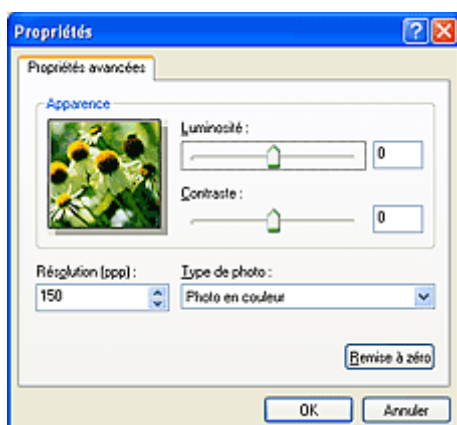 Propriétés
Propriétés avancées
Apparence
Luminosité :
0
Contraste :
0
Résolution (ppp) :
Type de photo :
150
Photo en couleur
Remise à zéro
OK
Annuler